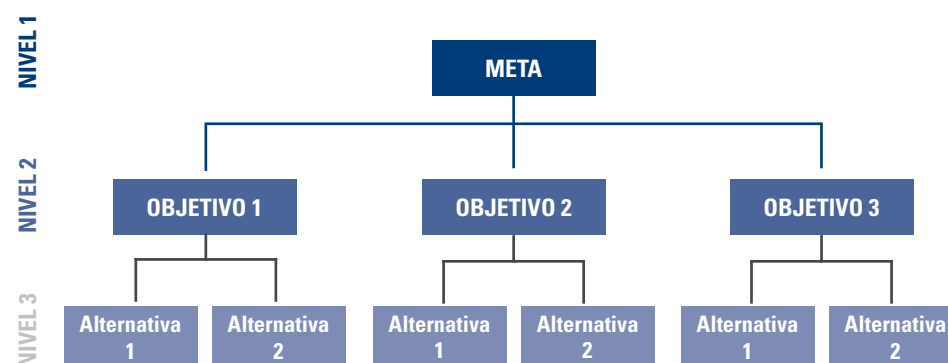 NIVEL 1
META
NIVEL 2
OBJETIVO 1
OBJETIVO 2
OBJETIVO 3
NIVEL 3
Alternativa
1
Alternativa
2
Alternativa
1
Alternativa
2
Alternativa
1
Alternativa
2